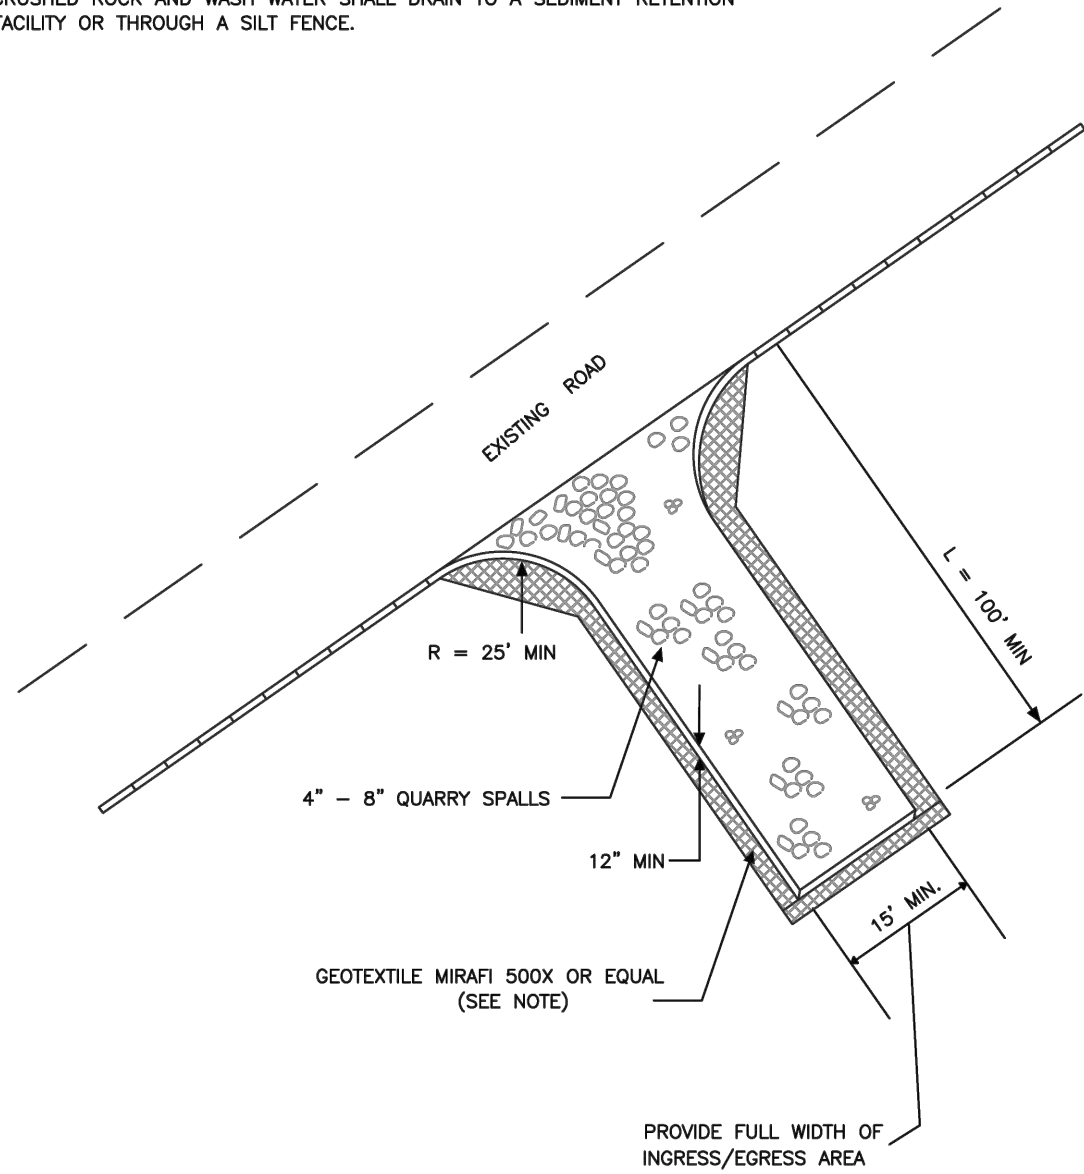 CRUSHED ROCK AND WASH WATER SHALL DRAIN TO A SEDIMENT RETENTION
FACILITY OR THROUGH A SILT FENCE.
EXISTING ROAD
L = 100' MIN
R = 25' MIN
4" - 8" QUARRY SPALLS
12" MIN
15' MIN.
GEOTEXTILE MIRAFI 500X OR EQUAL
(SEE NOTE)
PROVIDE FULL WIDTH OF
INGRESS/EGRESS AREA